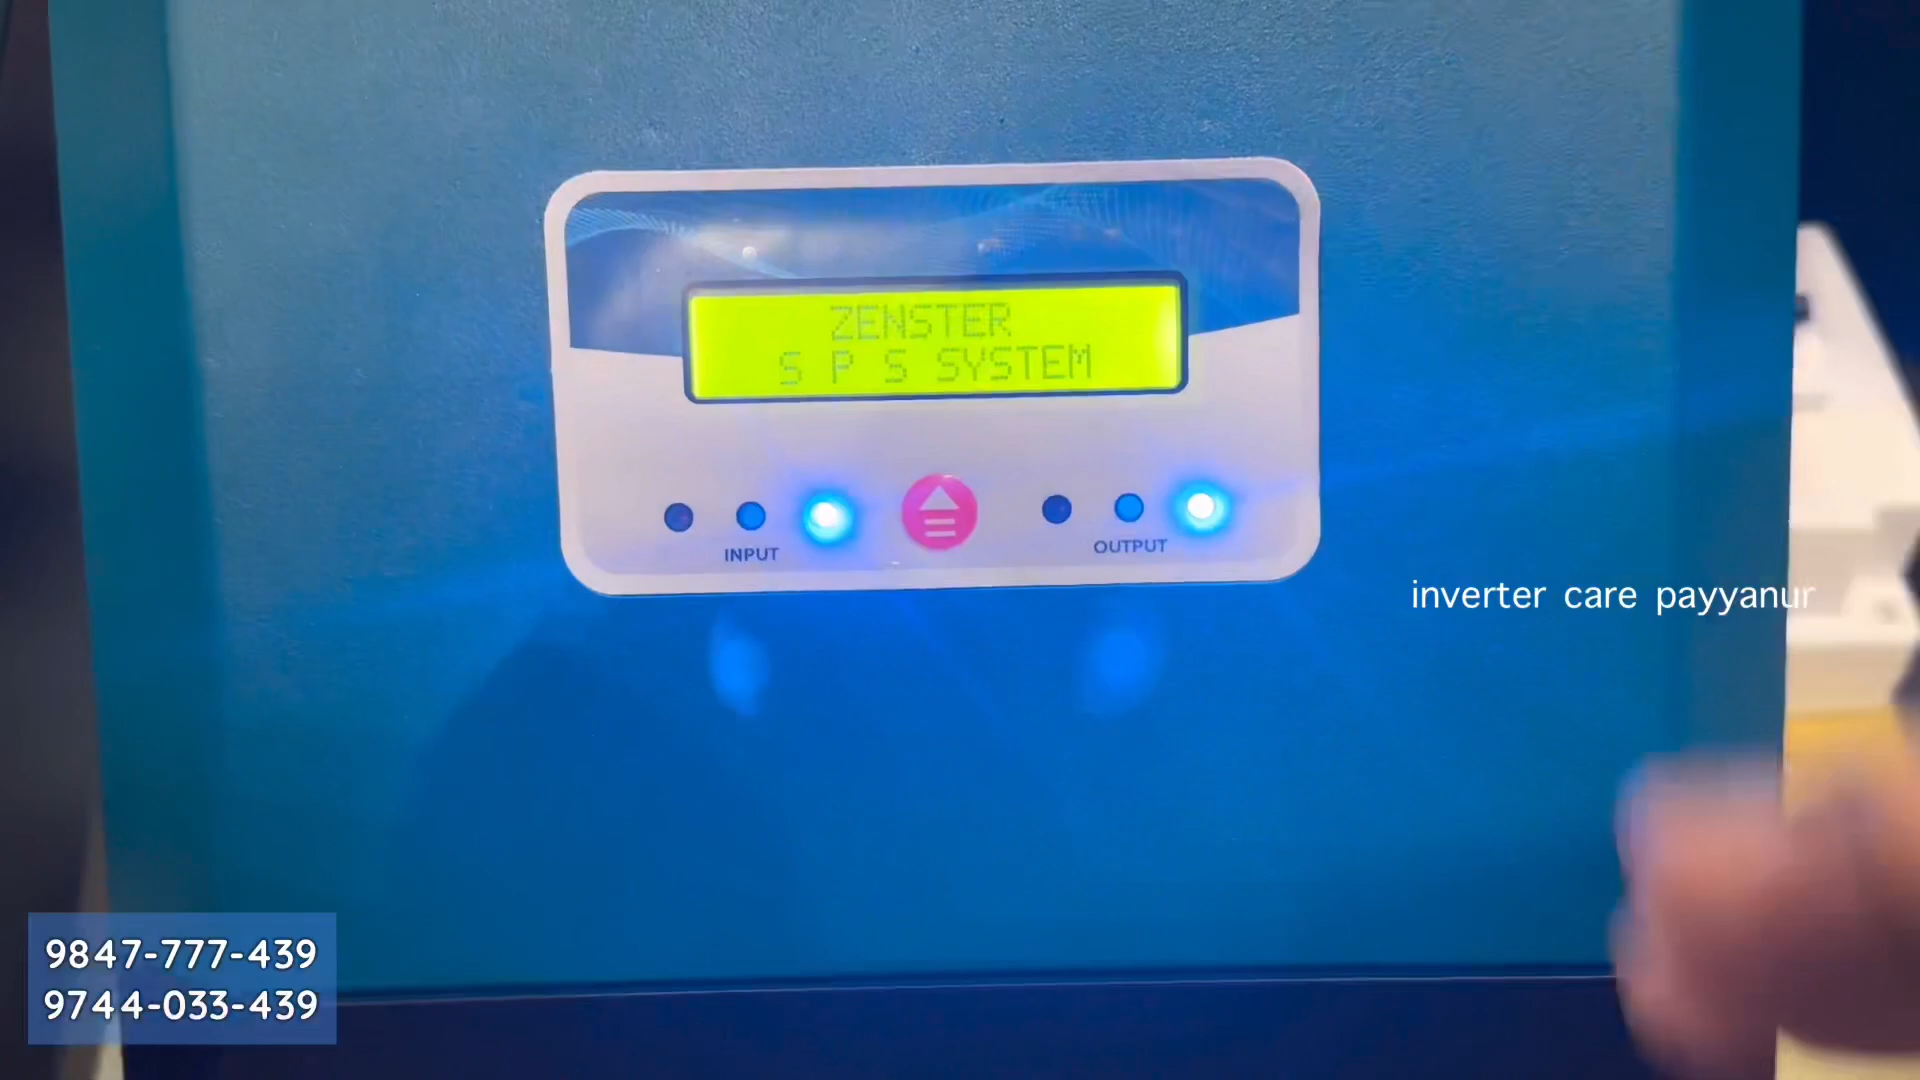 ZENSTER
S P S SYSTEM
INPUT
OUTPUT
inverter care payyanur
9847-777-439
9744-033-439